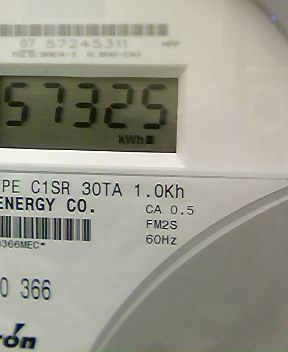 07 57245311
57325
kWh
PE C1SR 30TA 1.0Kh
ENERGY CO.
CA 0.5
FM2S
60Hz
366MEC*
0 366
rón